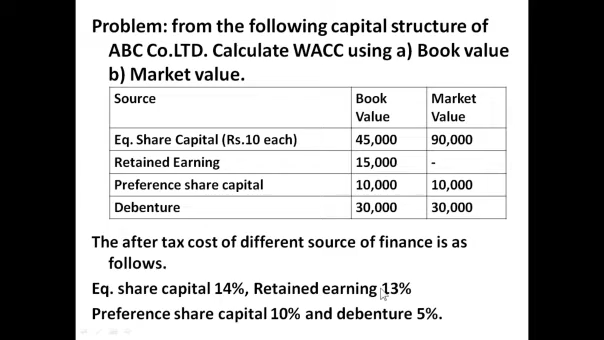 Problem: from the following capital structure of
ABC Co.LTD. Calculate WACC using a) Book value
b) Market value.
Source Book Value Market Value
Eq. Share Capital (Rs.10 each) 45,000 90,000
Retained Earning 15,000 -
Preference share capital 10,000 10,000
Debenture 30,000 30,000
The after tax cost of different source of finance is as
follows.
Eq. share capital 14%, Retained earning 13%
Preference share capital 10% and debenture 5%.